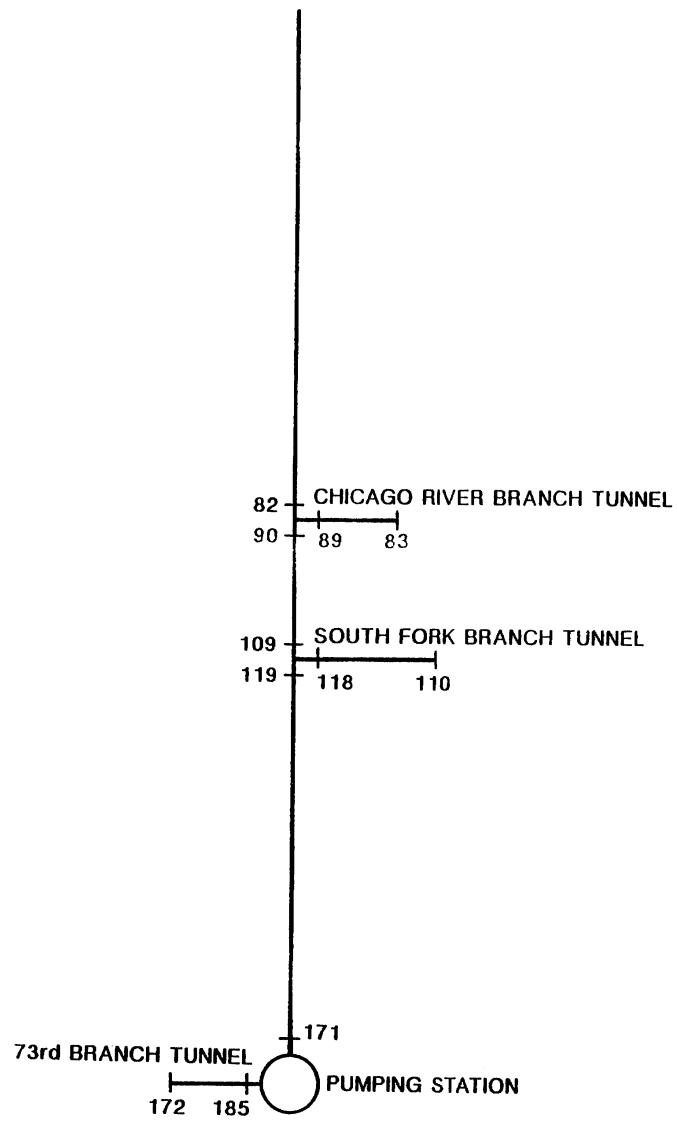 82 CHICAGO RIVER BRANCH TUNNEL
90 89 83
109 SOUTH FORK BRANCH TUNNEL
119 118 110
171
73rd BRANCH TUNNEL
PUMPING STATION
172 185